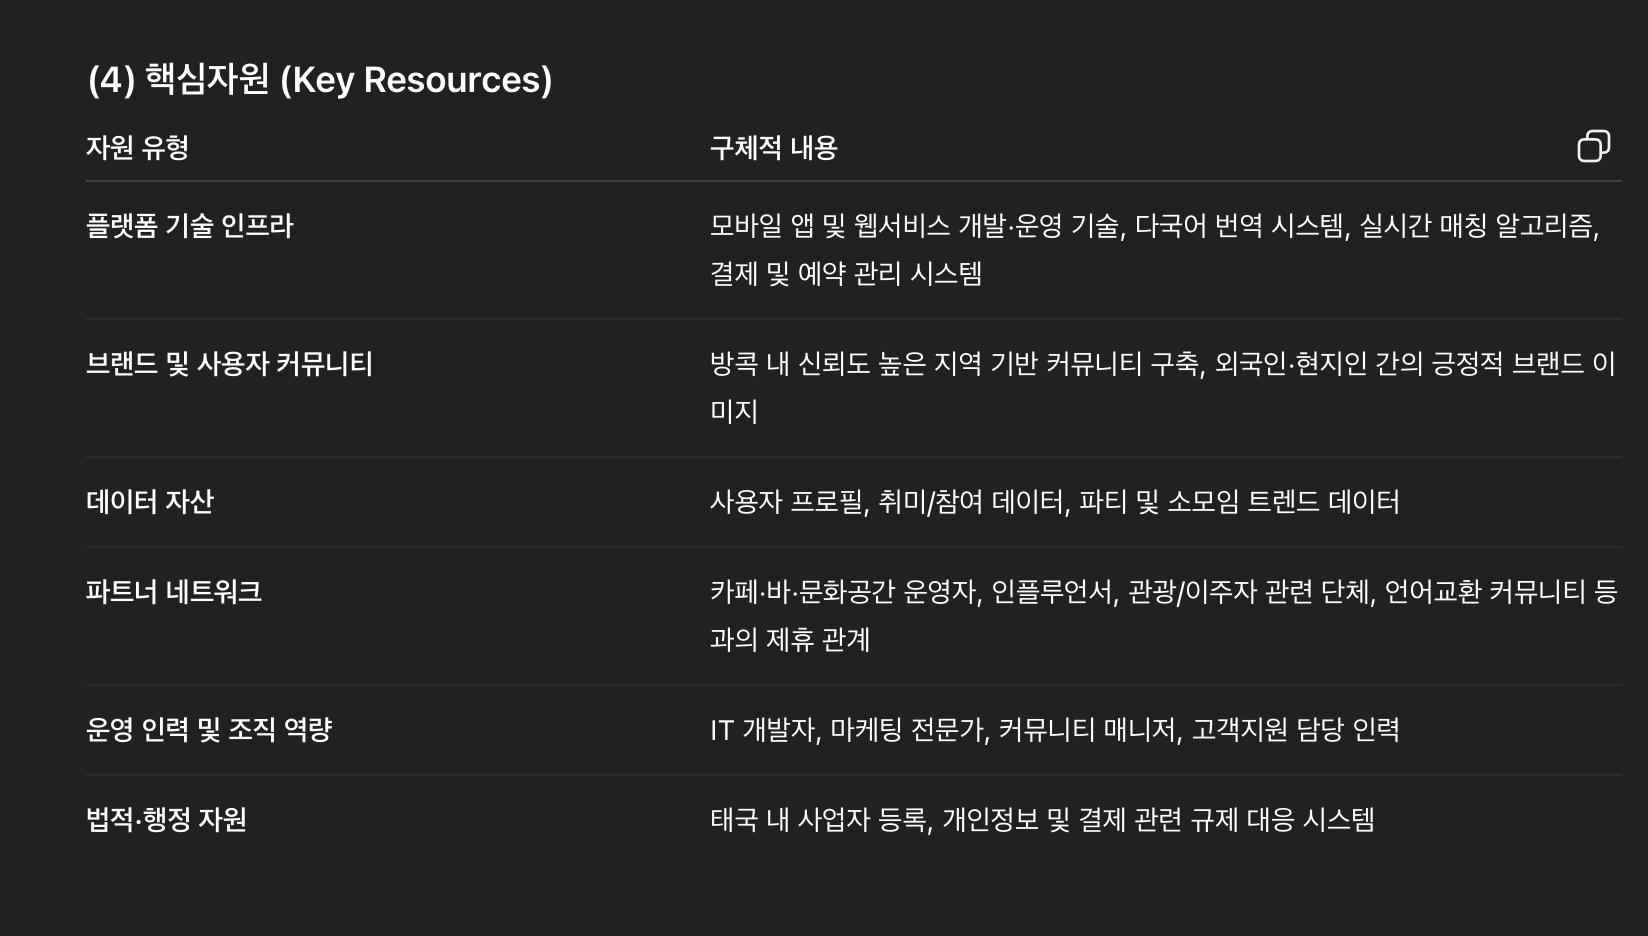 (4) 핵심자원 (Key Resources)
자원 유형
구체적 내용
플랫폼 기술 인프라
모바일 앱 및 웹서비스 개발·운영 기술, 다국어 번역 시스템, 실시간 매칭 알고리즘,
결제 및 예약 관리 시스템
브랜드 및 사용자 커뮤니티
방콕 내 신뢰도 높은 지역 기반 커뮤니티 구축, 외국인·현지인 간의 긍정적 브랜드 이
미지
데이터 자산
사용자 프로필, 취미/참여 데이터, 파티 및 소모임 트렌드 데이터
파트너 네트워크
카페·바·문화공간 운영자, 인플루언서, 관광/이주자 관련 단체, 언어교환 커뮤니티 등
과의 제휴 관계
운영 인력 및 조직 역량
IT 개발자, 마케팅 전문가, 커뮤니티 매니저, 고객지원 담당 인력
법적·행정 자원
태국 내 사업자 등록, 개인정보 및 결제 관련 규제 대응 시스템